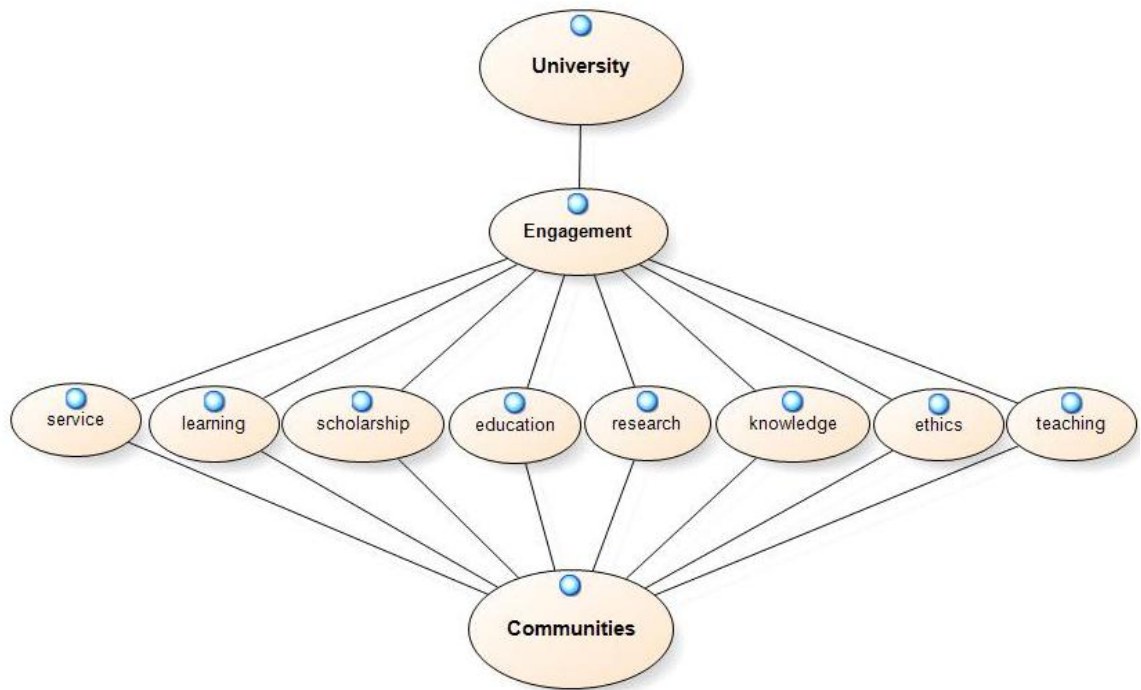 University
Engagement
service
learning
scholarship
education
research
knowledge
ethics
teaching
Communities